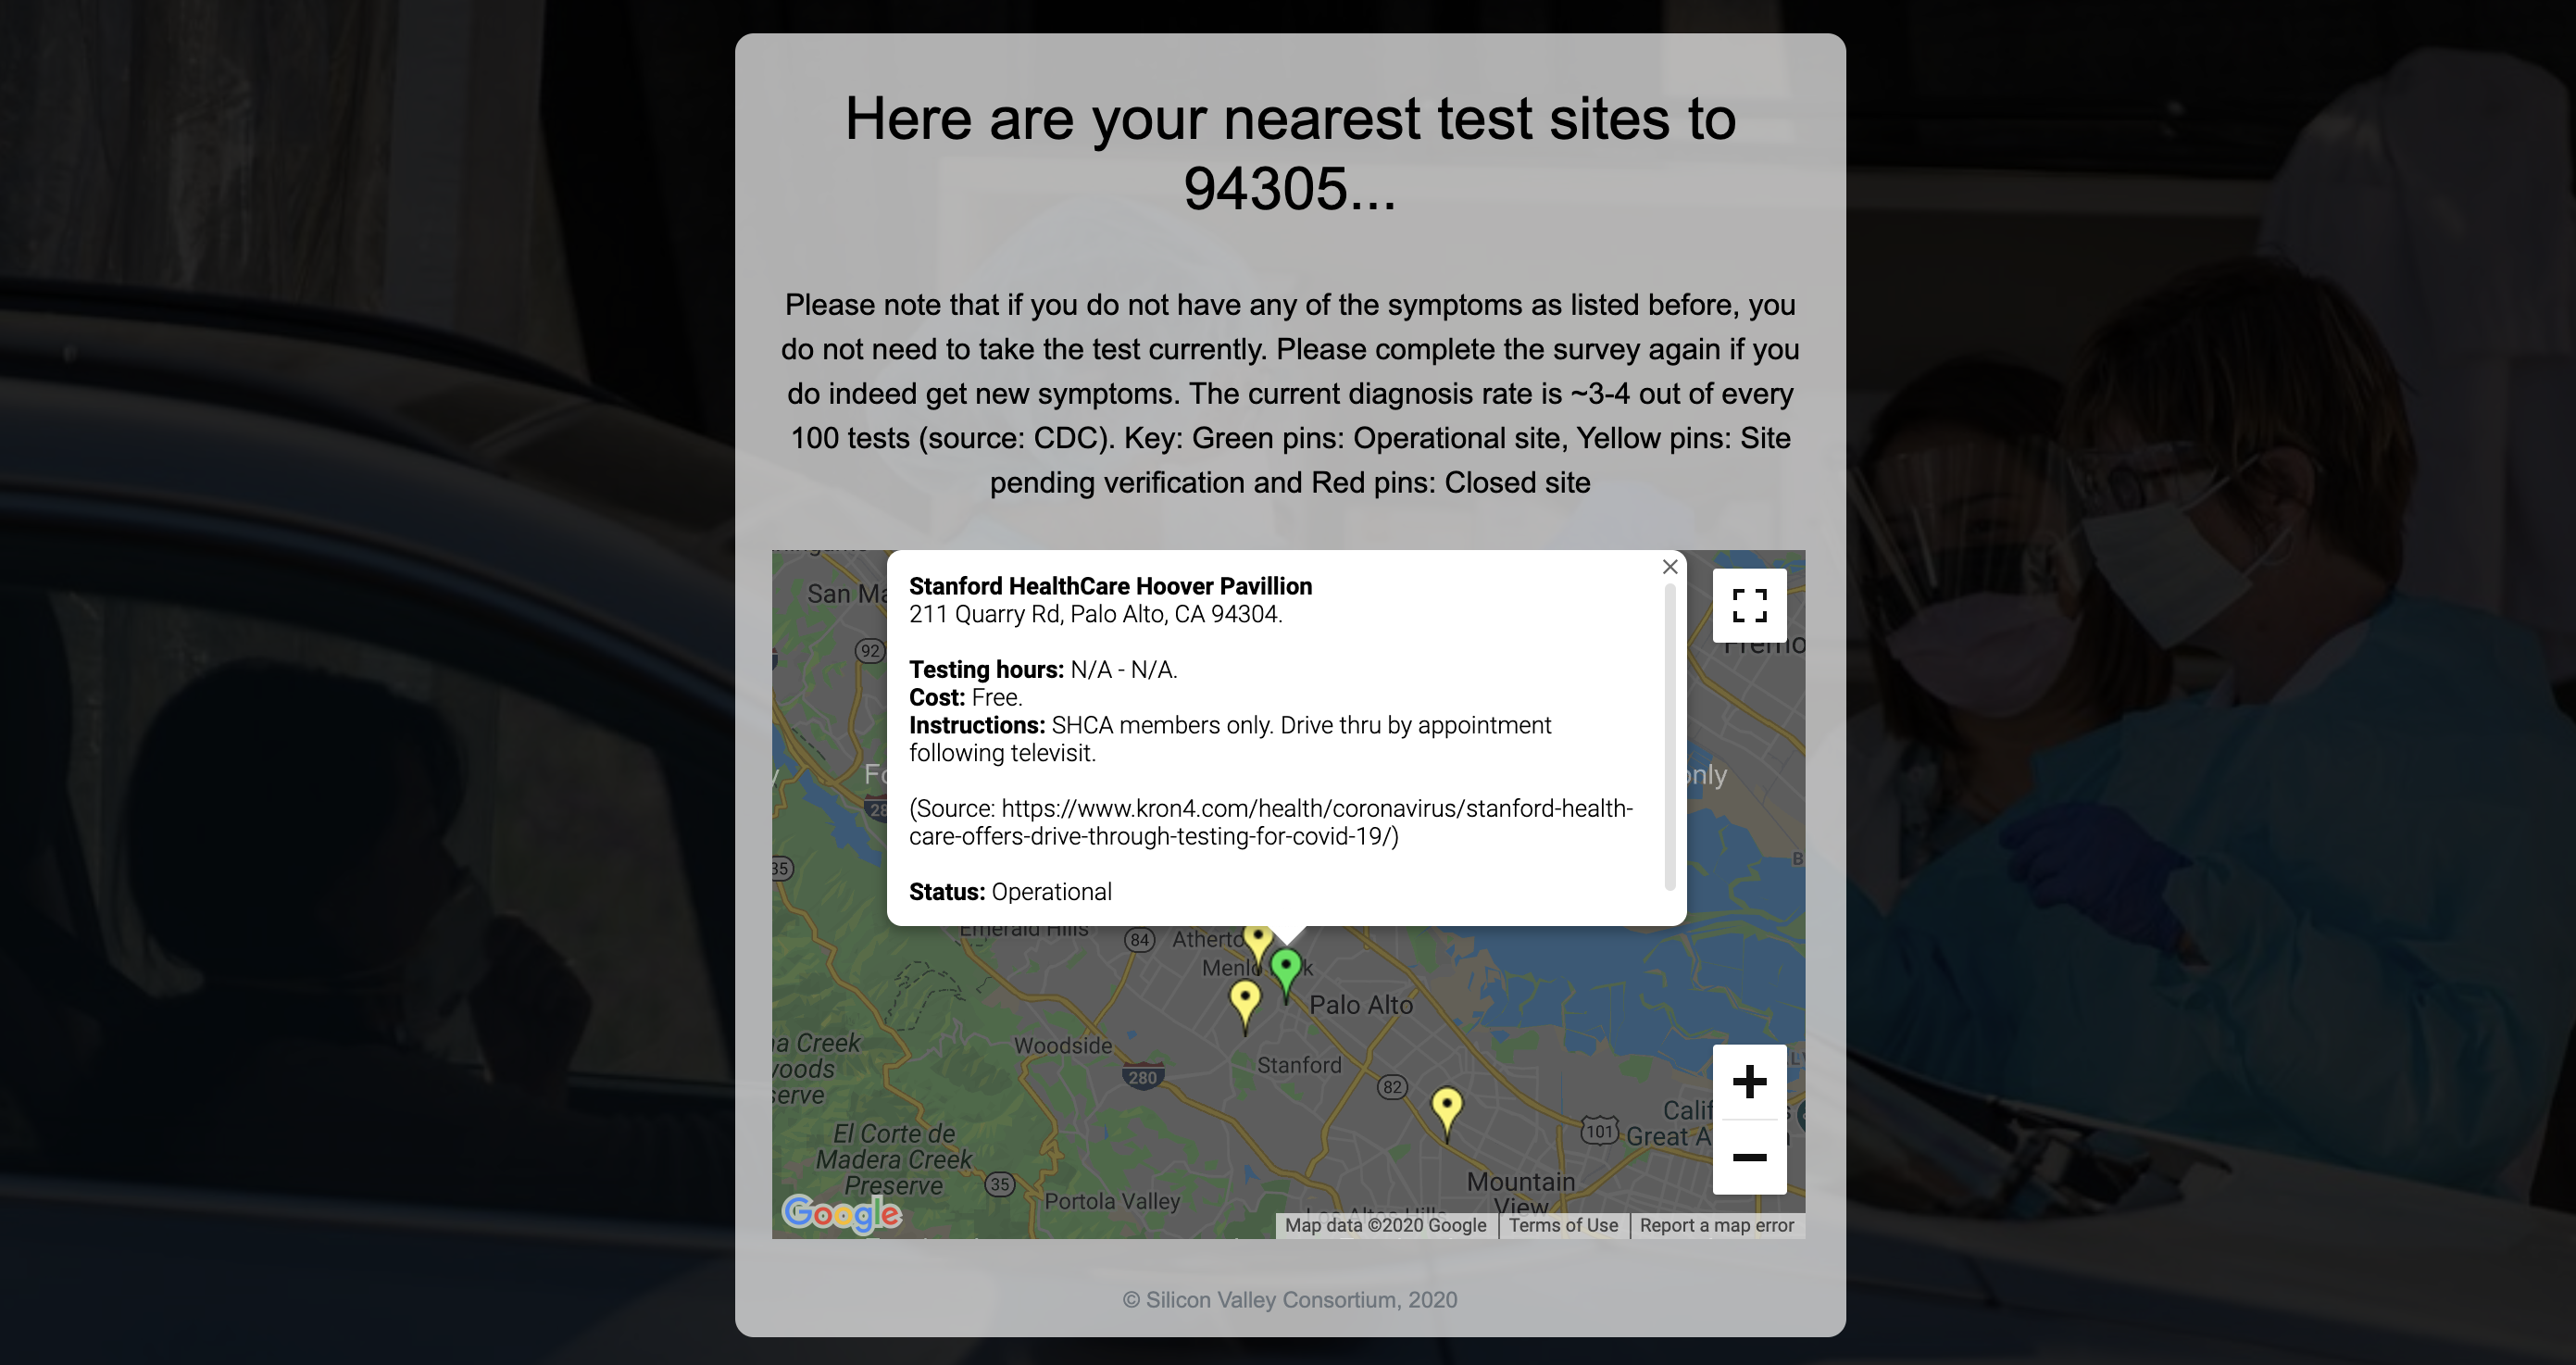 Here are your nearest test sites to
94305...
Please note that if you do not have any of the symptoms as listed before, you
do not need to take the test currently. Please complete the survey again if you
do indeed get new symptoms. The current diagnosis rate is ~3-4 out of every
100 tests (source: CDC). Key: Green pins: Operational site, Yellow pins: Site
pending verification and Red pins: Closed site
Stanford HealthCare Hoover Pavillion
211 Quarry Rd, Palo Alto, CA 94304.
Testing hours: N/A - N/A.
Cost: Free.
Instructions: SHCA members only. Drive thru by appointment
following televisit.
(Source: https://www.kron4.com/health/coronavirus/stanford-health-
care-offers-drive-through-testing-for-covid-19/)
Status: Operational
San Ma
92
Fremo
only
28
35
B
Emerald Hills
84
Atherto
Menlo
k
Palo Alto
Woodside
280
Stanford
82
a Creek
oods
serve
101
Calif
s
Great A
El Corte de
Madera Creek
Preserve
35
Portola Valley
Mountain
View
Los Altos Hills
Google
Map data ©2020 Google
Terms of Use
Report a map error
© Silicon Valley Consortium, 2020